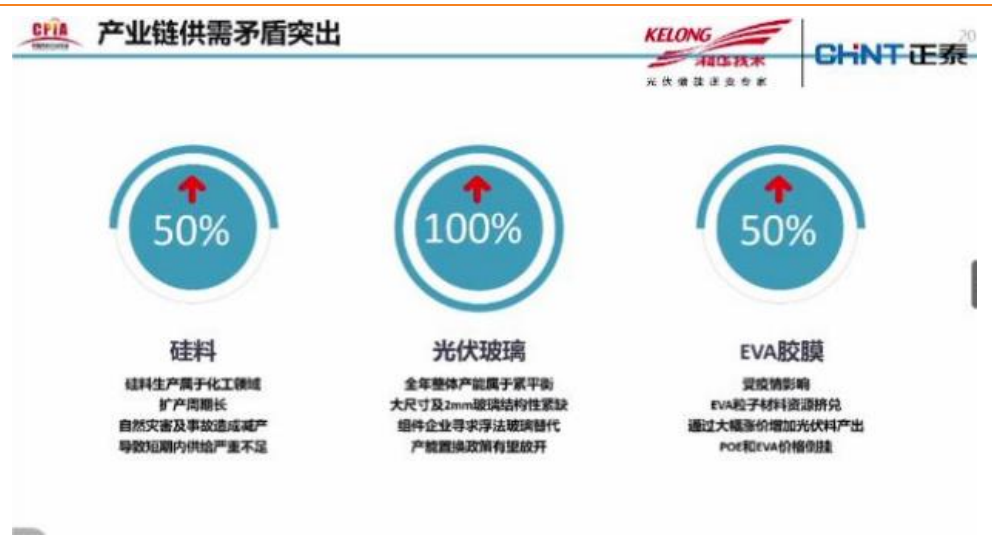 CPIA
产业链供需矛盾突出
KELONG
光伏储能逆变专家
CHNT正泰
20
50%
100%
50%
硅料
硅料生产属于化工领域
扩产周期长
自然灾害及事故造成减产
导致短期内供给严重不足
光伏玻璃
全年整体产能属于紧平衡
大尺寸及2mm玻璃结构性紧缺
组件企业寻求浮法玻璃替代
产能置换政策有望放开
EVA胶膜
受疫情影响
EVA粒子材料资源挤兑
通过大幅涨价增加光伏料产出
POE和EVA价格倒挂